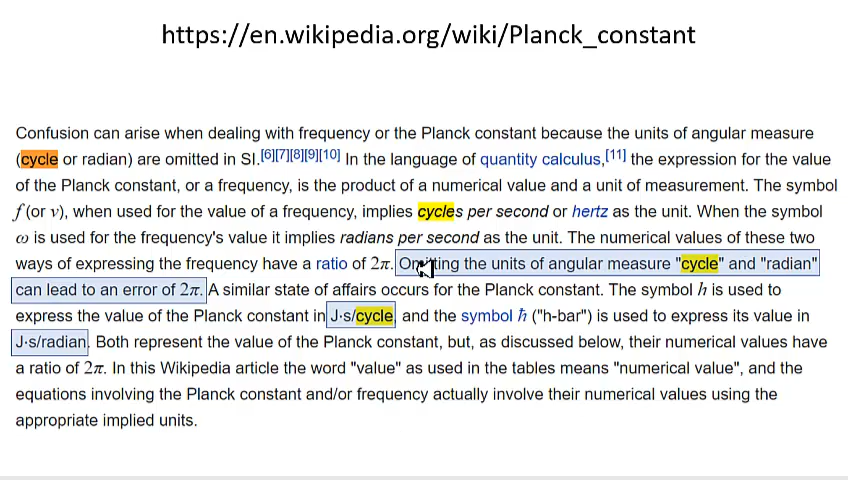 https://en.wikipedia.org/wiki/Planck_constant
Confusion can arise when dealing with frequency or the Planck constant because the units of angular measure
(cycle or radian) are omitted in SI.[6][7][8][9][10] In the language of quantity calculus,[11] the expression for the value
of the Planck constant, or a frequency, is the product of a numerical value and a unit of measurement. The symbol
f (or ν), when used for the value of a frequency, implies cycles per second or hertz as the unit. When the symbol
ω is used for the frequency's value it implies radians per second as the unit. The numerical values of these two
ways of expressing the frequency have a ratio of 2π. Omitting the units of angular measure "cycle" and "radian"
can lead to an error of 2π. A similar state of affairs occurs for the Planck constant. The symbol h is used to
express the value of the Planck constant in J·s/cycle, and the symbol ħ ("h-bar") is used to express its value in
J·s/radian. Both represent the value of the Planck constant, but, as discussed below, their numerical values have
a ratio of 2π. In this Wikipedia article the word "value" as used in the tables means "numerical value", and the
equations involving the Planck constant and/or frequency actually involve their numerical values using the
appropriate implied units.